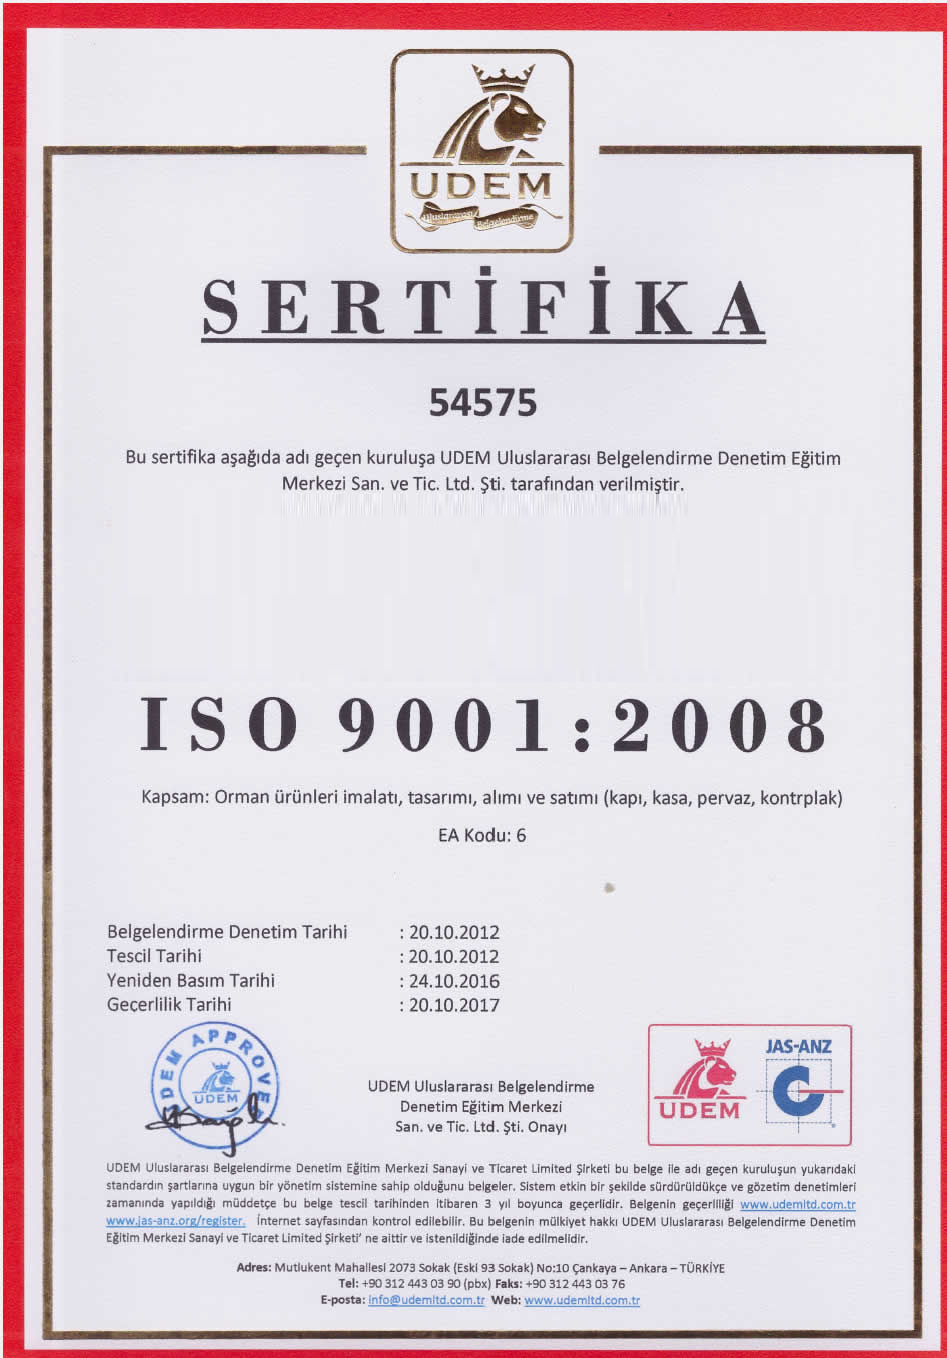 UDEM
Uluslararası Belgelendirme
SERTİFİKA
54575
Bu sertifika aşağıda adı geçen kuruluşa UDEM Uluslararası Belgelendirme Denetim Eğitim
Merkezi San. ve Tic. Ltd. Şti. tarafından verilmiştir.
ISO 9001:2008
Kapsam: Orman ürünleri imalatı, tasarımı, alımı ve satımı (kapı, kasa, pervaz, kontrplak)
EA Kodu: 6
Belgelendirme Denetim Tarihi : 20.10.2012
Tescil Tarihi : 20.10.2012
Yeniden Basım Tarihi : 24.10.2016
Geçerlilik Tarihi : 20.10.2017
UDEM APPROVED
UDEM
UDEM Uluslararası Belgelendirme
Denetim Eğitim Merkezi
San. ve Tic. Ltd. Şti. Onayı
UDEM
JAS-ANZ
UDEM Uluslararası Belgelendirme Denetim Eğitim Merkezi Sanayi ve Ticaret Limited Şirketi bu belge ile adı geçen kuruluşun yukarıdaki
standardın şartlarına uygun bir yönetim sistemine sahip olduğunu belgeler. Sistem etkin bir şekilde sürdürüldükçe ve gözetim denetimleri
zamanında yapıldığı müddetçe bu belge tescil tarihinden itibaren 3 yıl boyunca geçerlidir. Belgenin geçerliliği www.udemltd.com.tr
www.jas-anz.org/register. İnternet sayfasından kontrol edilebilir. Bu belgenin mülkiyet hakkı UDEM Uluslararası Belgelendirme Denetim
Eğitim Merkezi Sanayi ve Ticaret Limited Şirketi' ne aittir ve istenildiğinde iade edilmelidir.
Adres: Mutlukent Mahallesi 2073 Sokak (Eski 93 Sokak) No:10 Çankaya – Ankara – TÜRKİYE
Tel: +90 312 443 03 90 (pbx) Faks: +90 312 443 03 76
E-posta: info@udemltd.com.tr Web: www.udemltd.com.tr